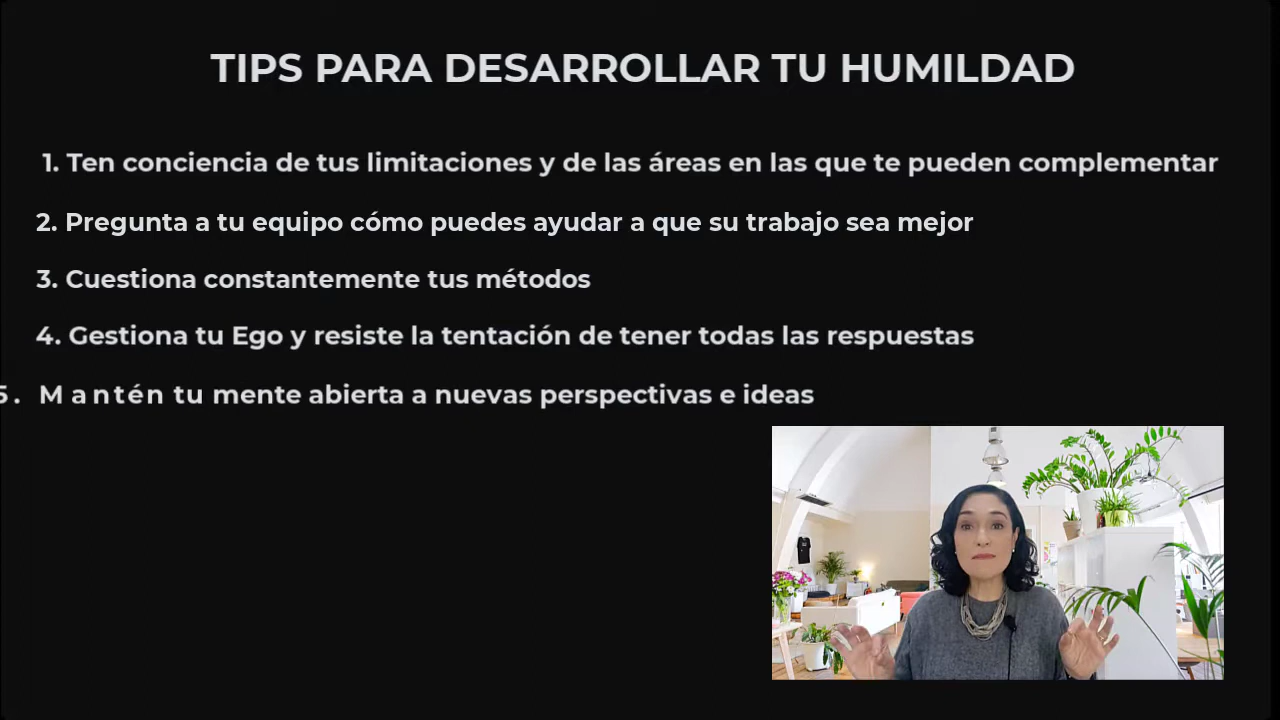 TIPS PARA DESARROLLAR TU HUMILDAD
1. Ten conciencia de tus limitaciones y de las áreas en las que te pueden complementar
2. Pregunta a tu equipo cómo puedes ayudar a que su trabajo sea mejor
3. Cuestiona constantemente tus métodos
4. Gestiona tu Ego y resiste la tentación de tener todas las respuestas
5. Mantén tu mente abierta a nuevas perspectivas e ideas